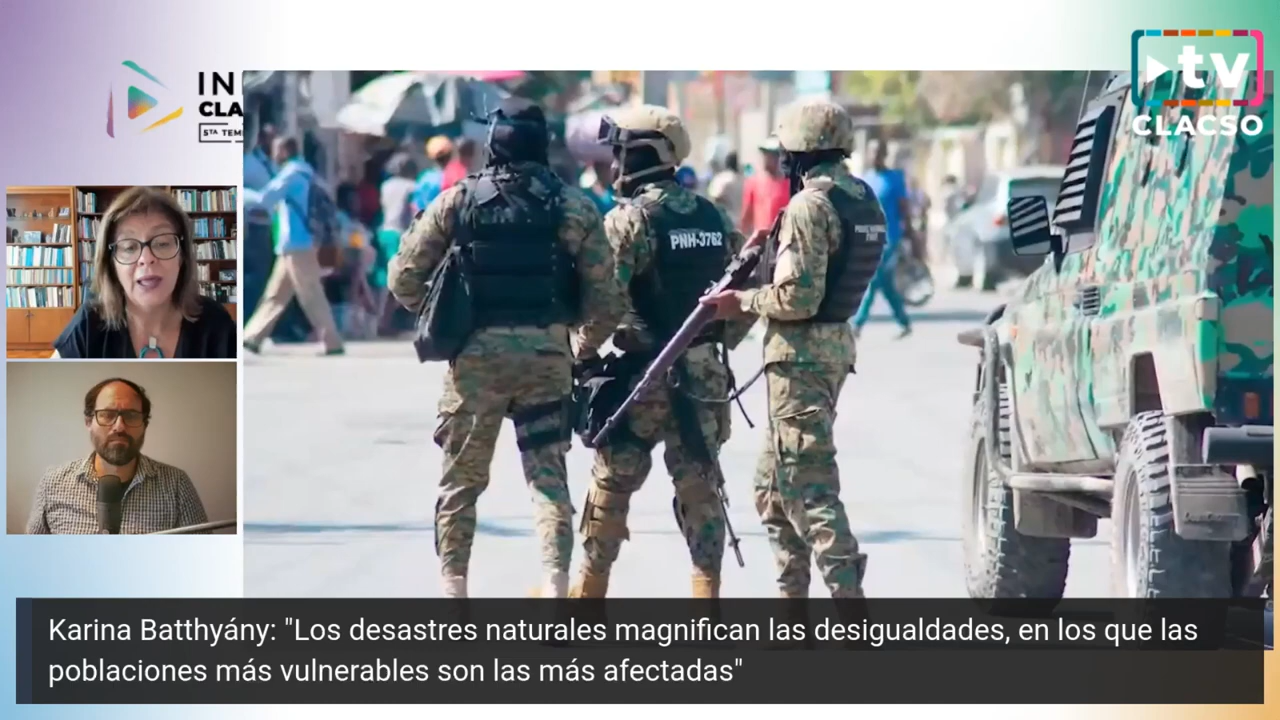 IN
CLA
5TA TEM
tv
CLACSO
PNH-3762
Karina Batthyány: "Los desastres naturales magnifican las desigualdades, en los que las
poblaciones más vulnerables son las más afectadas"